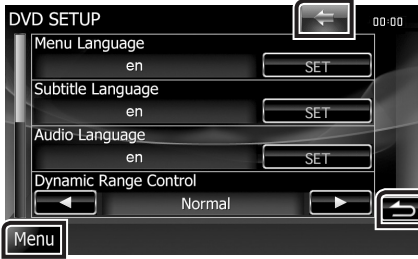 DVD SETUP
00:00
Menu Language
en
SET
Subtitle Language
en
SET
Audio Language
en
SET
Dynamic Range Control
Normal
Menu